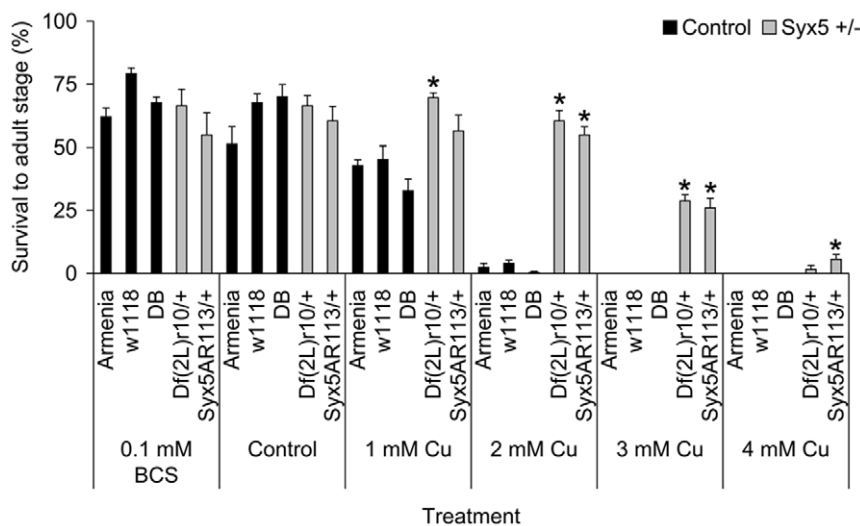 Survival to adult stage (%)
100
75
50
25
0
Control
Syx5 +/-
*
*
*
*
*
*
Armenia
w1118
DB
Df(2L)r10/+
Syx5AR113/+
Armenia
w1118
DB
Df(2L)r10/+
Syx5AR113/+
Armenia
w1118
DB
Df(2L)r10/+
Syx5AR113/+
Armenia
w1118
DB
Df(2L)r10/+
Syx5AR113/+
Armenia
w1118
DB
Df(2L)r10/+
Syx5AR113/+
Armenia
w1118
DB
Df(2L)r10/+
Syx5AR113/+
0.1 mM
BCS
Control
1 mM Cu
2 mM Cu
3 mM Cu
4 mM Cu
Treatment